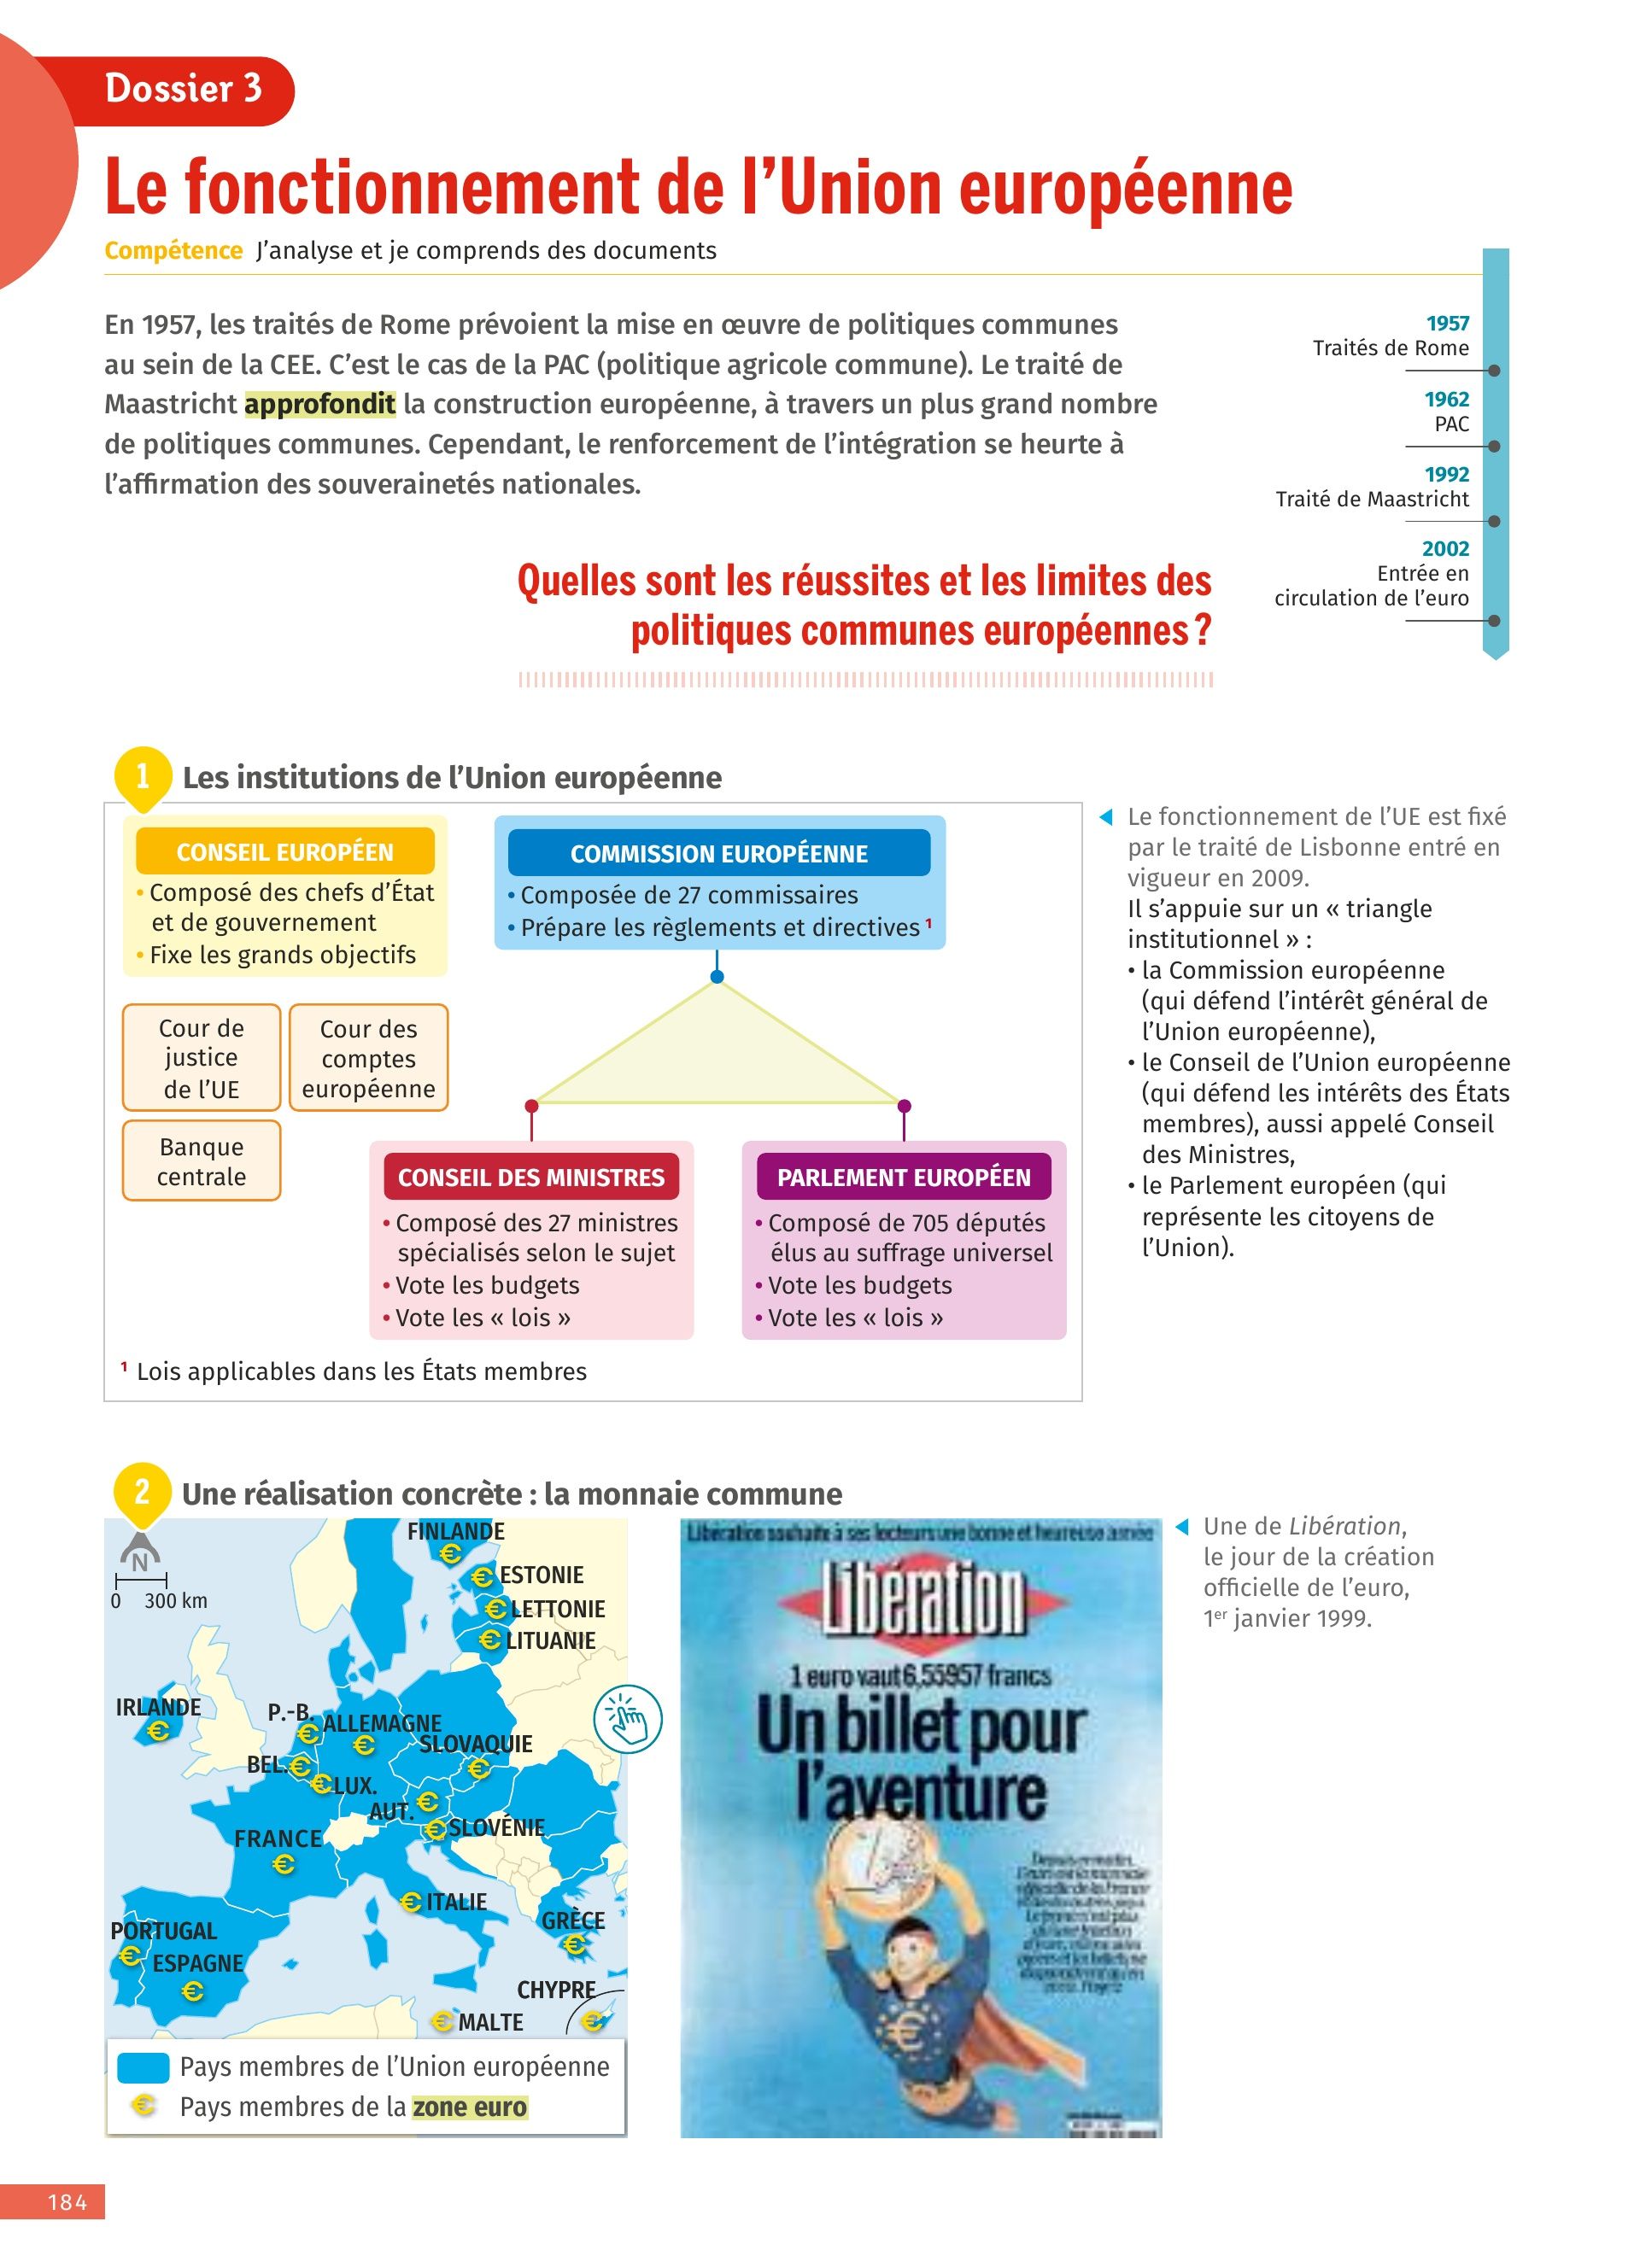 Dossier 3
Le fonctionnement de l’Union européenne
Compétence J’analyse et je comprends des documents
En 1957, les traités de Rome prévoient la mise en œuvre de politiques communes
au sein de la CEE. C’est le cas de la PAC (politique agricole commune). Le traité de
Maastricht approfondit la construction européenne, à travers un plus grand nombre
de politiques communes. Cependant, le renforcement de l’intégration se heurte à
l’affirmation des souverainetés nationales.
1957
Traités de Rome
1962
PAC
1992
Traité de Maastricht
2002
Entrée en
circulation de l’euro
Quelles sont les réussites et les limites des
politiques communes européennes ?
1 Les institutions de l’Union européenne
CONSEIL EUROPÉEN
• Composé des chefs d’État
et de gouvernement
• Fixe les grands objectifs
COMMISSION EUROPÉENNE
• Composée de 27 commissaires
• Prépare les règlements et directives ¹
Cour de
justice
de l’UE
Cour des
comptes
européenne
Banque
centrale
CONSEIL DES MINISTRES
• Composé des 27 ministres
spécialisés selon le sujet
• Vote les budgets
• Vote les « lois »
PARLEMENT EUROPÉEN
• Composé de 705 députés
élus au suffrage universel
• Vote les budgets
• Vote les « lois »
¹ Lois applicables dans les États membres
Le fonctionnement de l’UE est fixé
par le traité de Lisbonne entré en
vigueur en 2009.
Il s’appuie sur un « triangle
institutionnel » :
• la Commission européenne
(qui défend l’intérêt général de
l’Union européenne),
• le Conseil de l’Union européenne
(qui défend les intérêts des États
membres), aussi appelé Conseil
des Ministres,
• le Parlement européen (qui
représente les citoyens de
l’Union).
2 Une réalisation concrète : la monnaie commune
N
0 300 km
FINLANDE
€
€ ESTONIE
€ LETTONIE
€ LITUANIE
IRLANDE
€
P.-B.
€
ALLEMAGNE
€
SLOVAQUIE
€
BEL. €
€ LUX.
AUT. €
€ SLOVÉNIE
FRANCE
€
€ ITALIE
GRÈCE
€
PORTUGAL
€
ESPAGNE
€
CHYPRE
€
€ MALTE
Pays membres de l’Union européenne
€ Pays membres de la zone euro
Libération souhaite à ses lecteurs une bonne et heureuse année
Libération
1 euro vaut 6,55957 francs
Un billet pour
l’aventure
€
Une de Libération,
le jour de la création
officielle de l’euro,
1er janvier 1999.
184